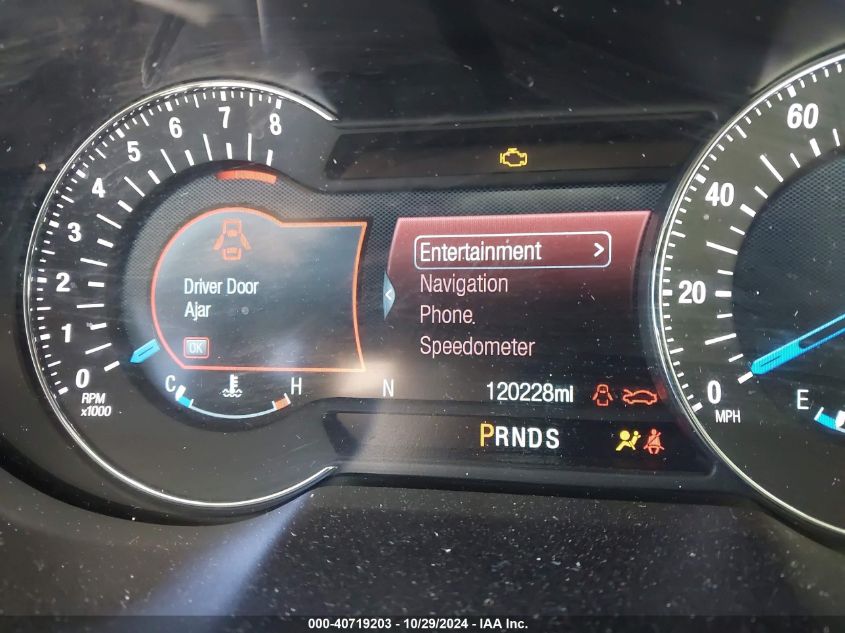 0 1 2 3 4 5 6 7 8
RPM
x1000
Driver Door
Ajar
OK
C H
Entertainment >
Navigation
Phone
Speedometer
N
120228mi
PRNDS
0 20 40 60
MPH
E
000-40719203 - 10/29/2024 - IAA Inc.